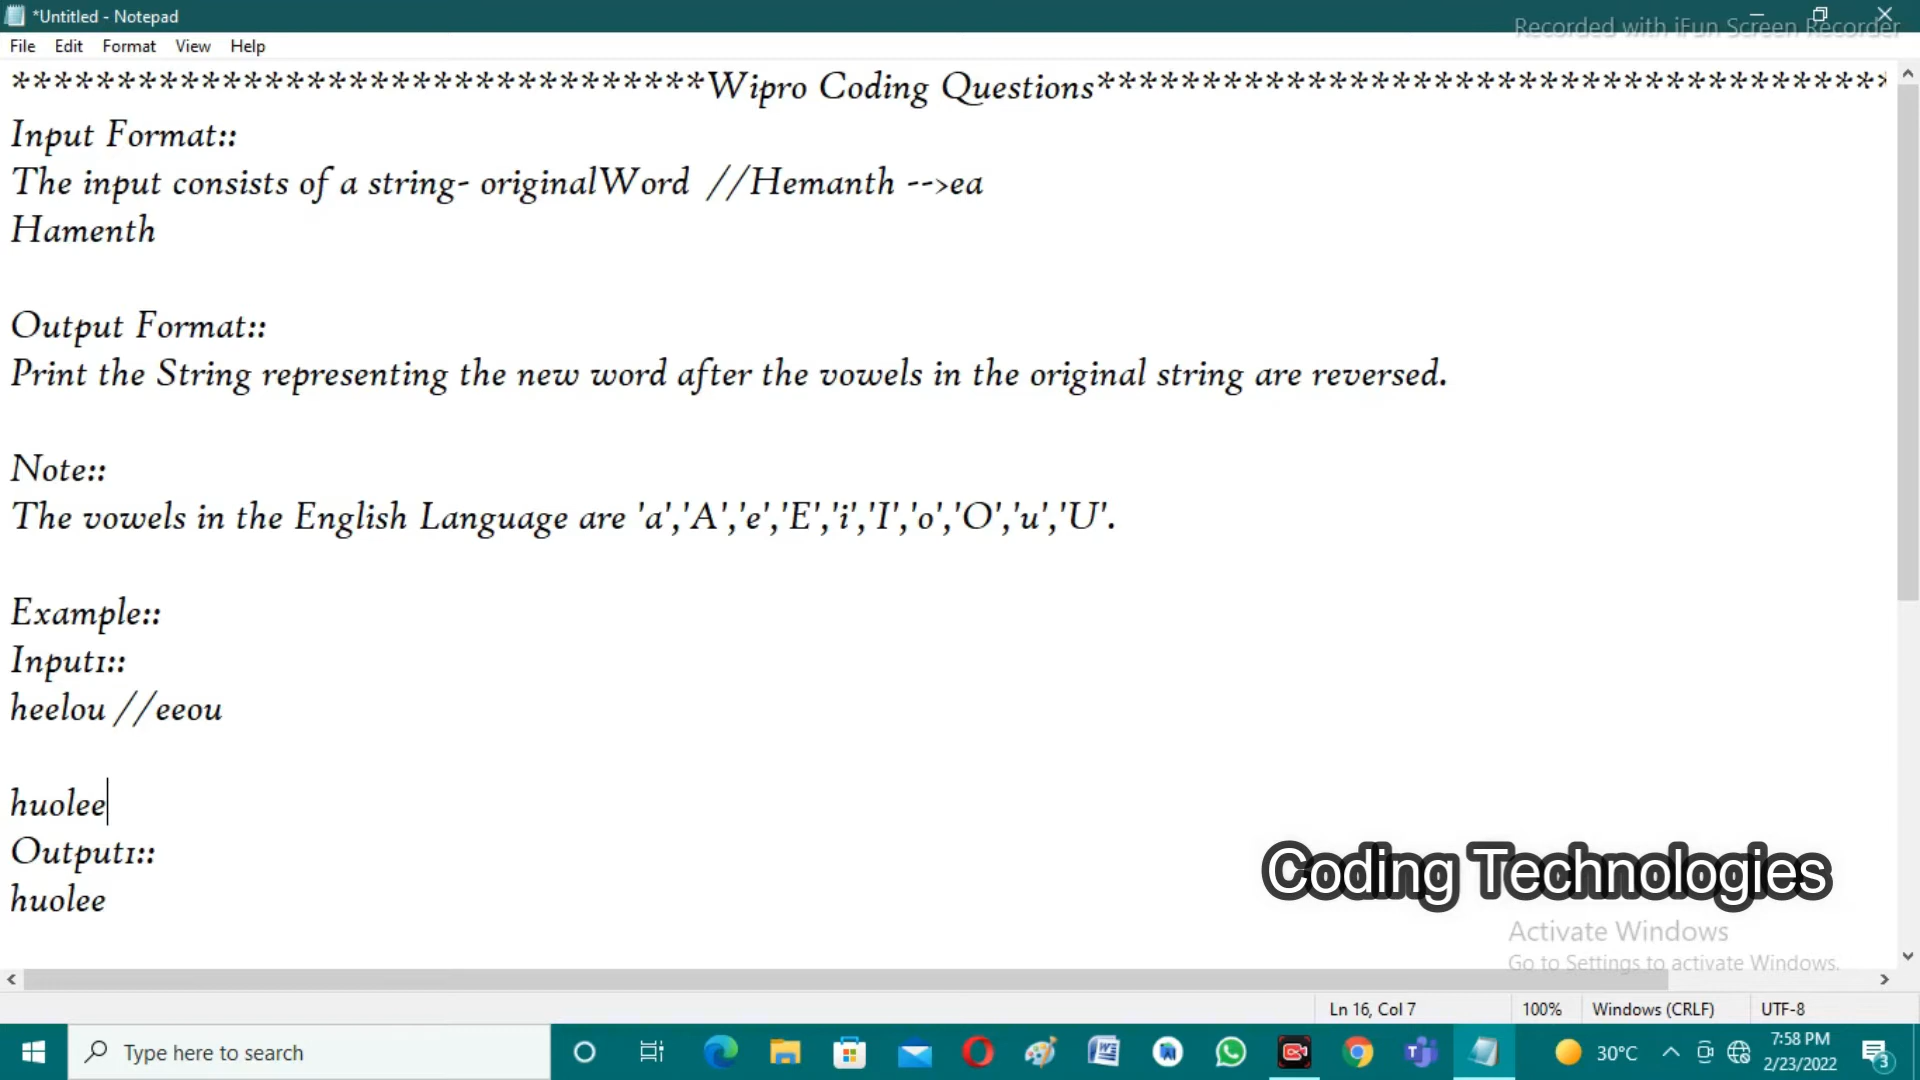 *Untitled - Notepad
Recorded with iFun Screen Recorder
File Edit Format View Help
*********************************Wipro Coding Questions**************************************
Input Format::
The input consists of a string- originalWord //Hemanth -->ea
Hamenth
Output Format::
Print the String representing the new word after the vowels in the original string are reversed.
Note::
The vowels in the English Language are 'a','A','e','E','i','I','o','O','u','U'.
Example::
Input1::
heelou //eeou
huolee
Output1::
huolee
Coding Technologies
Activate Windows
Go to Settings to activate Windows.
Ln 16, Col 7 100% Windows (CRLF) UTF-8
Type here to search
30°C
7:58 PM
2/23/2022
3